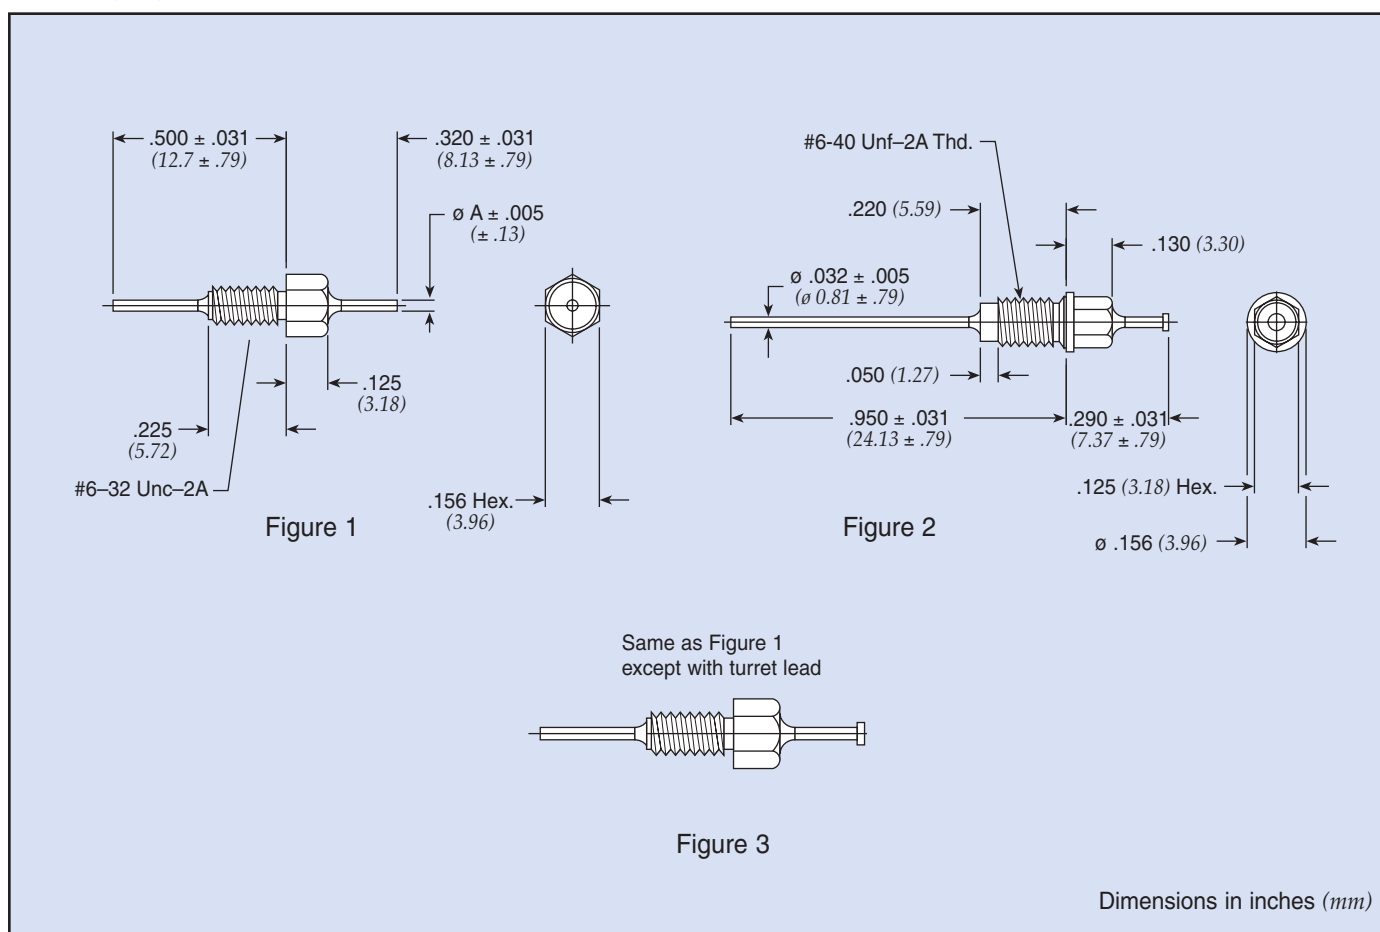 .500 ± .031
(12.7 ± .79)
.320 ± .031
(8.13 ± .79)
ø A ± .005
(± .13)
.125
(3.18)
.225
(5.72)
#6–32 Unc–2A
.156 Hex.
(3.96)
Figure 1
#6-40 Unf–2A Thd.
.220 (5.59)
.130 (3.30)
ø .032 ± .005
(ø 0.81 ± .79)
.050 (1.27)
.950 ± .031
(24.13 ± .79)
.290 ± .031
(7.37 ± .79)
.125 (3.18) Hex.
ø .156 (3.96)
Figure 2
Same as Figure 1
except with turret lead
Figure 3
Dimensions in inches (mm)